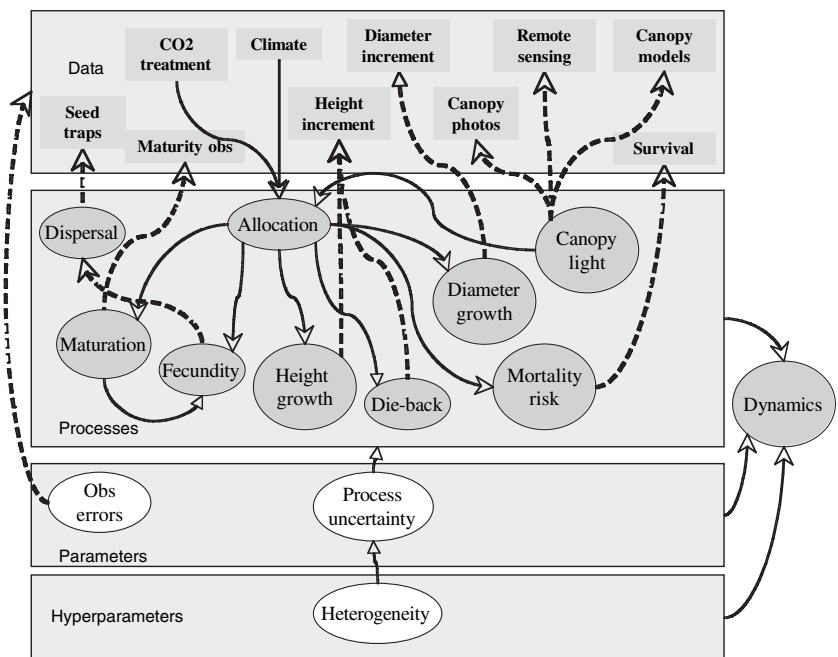 Data
CO2
treatment
Climate
Diameter
increment
Remote
sensing
Canopy
models
Seed
traps
Maturity obs
Height
increment
Canopy
photos
Survival
Dispersal
Allocation
Canopy
light
Diameter
growth
Maturation
Fecundity
Height
growth
Die-back
Mortality
risk
Dynamics
Processes
Obs
errors
Process
uncertainty
Parameters
Hyperparameters
Heterogeneity